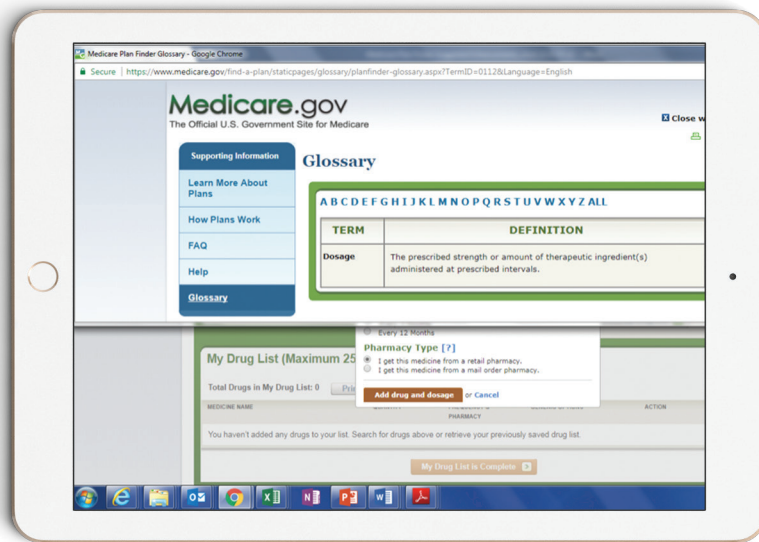 Medicare Plan Finder Glossary - Google Chrome
Secure | https://www.medicare.gov/find-a-plan/staticpages/glossary/planfinder-glossary.aspx?TermID=0112&Language=English
Medicare.gov
The Official U.S. Government Site for Medicare
x Close w
Supporting Information
Learn More About
Plans
How Plans Work
FAQ
Help
Glossary
Glossary
A B C D E F G H I J K L M N O P Q R S T U V W X Y Z ALL
TERM DEFINITION
Dosage The prescribed strength or amount of therapeutic ingredient(s)
administered at prescribed intervals.
Every 12 Months
Pharmacy Type [?]
I get this medicine from a retail pharmacy.
I get this medicine from a mail order pharmacy.
Add drug and dosage or Cancel
My Drug List (Maximum 25
Total Drugs in My Drug List: 0 Pri
MEDICINE NAME
PHARMACY
ACTION
You haven't added any drugs to your list. Search for drugs above or retrieve your previously saved drug list.
My Drug List is Complete